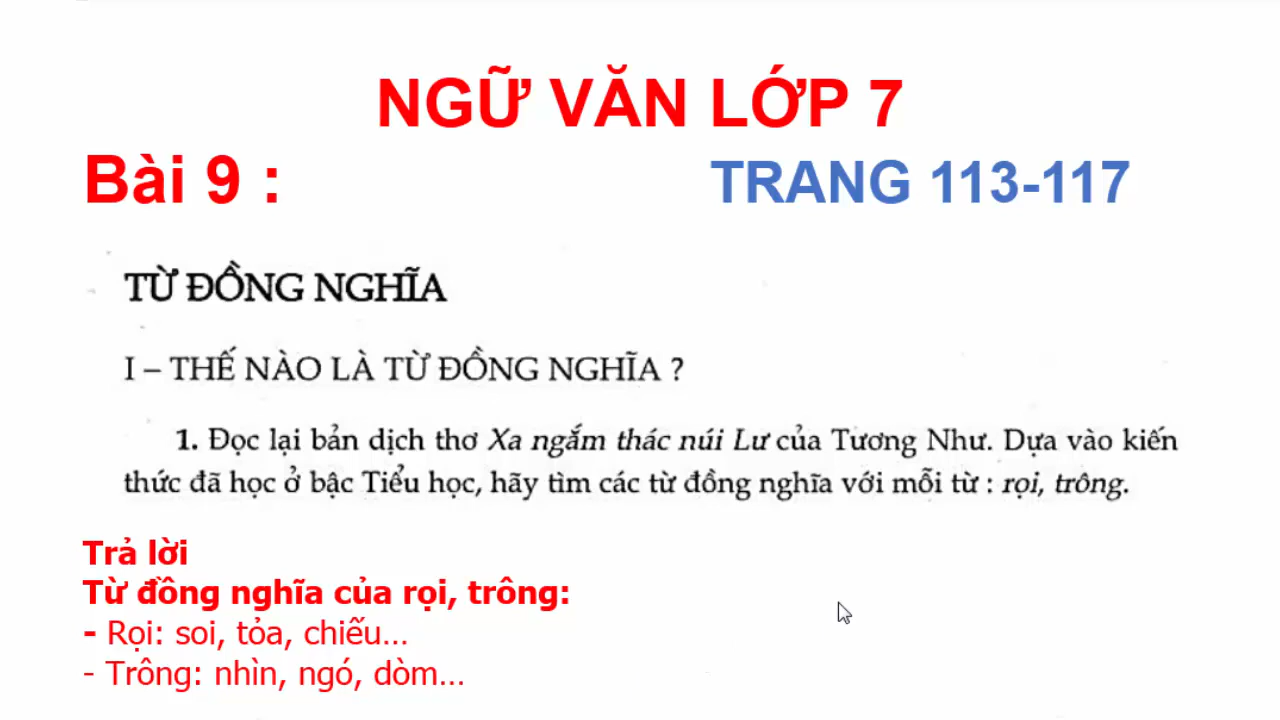 NGỮ VĂN LỚP 7
Bài 9 : TRANG 113-117
TỪ ĐỒNG NGHĨA
I – THẾ NÀO LÀ TỪ ĐỒNG NGHĨA ?
1. Đọc lại bản dịch thơ Xa ngắm thác núi Lư của Tương Như. Dựa vào kiến
thức đã học ở bậc Tiểu học, hãy tìm các từ đồng nghĩa với mỗi từ : rọi, trông.
Trả lời
Từ đồng nghĩa của rọi, trông:
- Rọi: soi, tỏa, chiếu...
- Trông: nhìn, ngó, dòm...